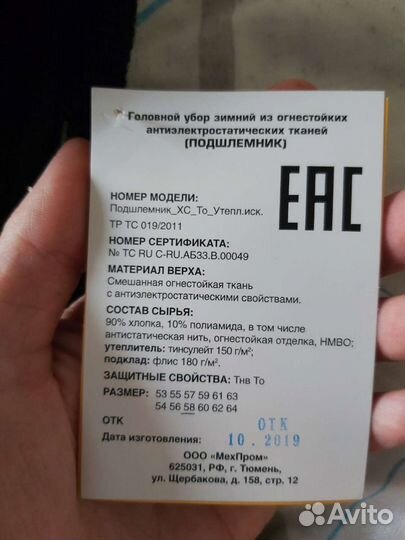 Головной убор зимний из огнестойких
антиэлектростатических тканей
(ПОДШЛЕМНИК)
EAC
НОМЕР МОДЕЛИ:
Подшлемник_ХС_То_Утепл.иск.
ТР ТС 019/2011
НОМЕР СЕРТИФИКАТА:
№ ТС RU C-RU.АБ33.В.00049
МАТЕРИАЛ ВЕРХА:
Смешанная огнестойкая ткань
с антиэлектростатическими свойствами.
СОСТАВ СЫРЬЯ:
90% хлопка, 10% полиамида, в том числе
антистатическая нить, огнестойкая отделка, НМВО;
утеплитель: тинсулейт 150 г/м²;
подклад: флис 180 г/м².
ЗАЩИТНЫЕ СВОЙСТВА: Тнв То
РАЗМЕР: 53 55 57 59 61 63
54 56 58 60 62 64
ОТК ОТК
Дата изготовления: 10.2019
ООО «МехПром»
625031, РФ, г. Тюмень,
ул. Щербакова, д. 158, стр. 12
Avito